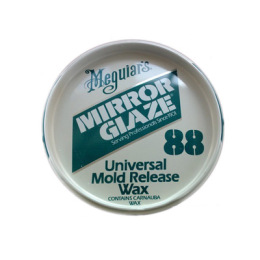 Meguiar's
MIRROR
GLAZE
Serving Professionals Since 1901
88
Universal
Mold Release
Wax
CONTAINS CARNAUBA
WAX